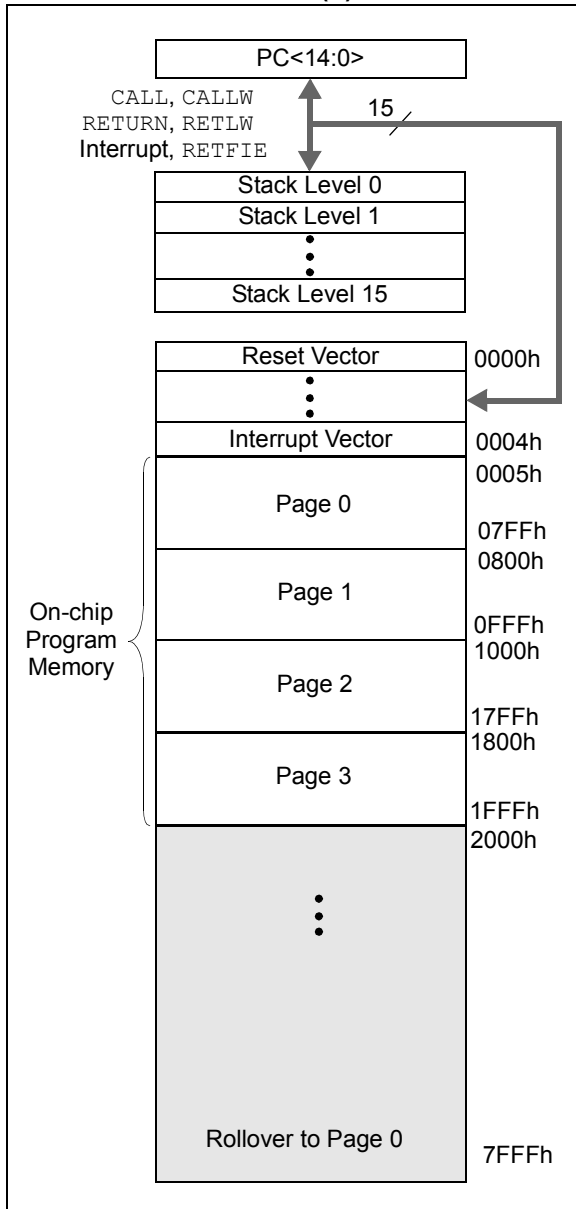 PC<14:0>
CALL, CALLW
RETURN, RETLW
Interrupt, RETFIE
15
Stack Level 0
Stack Level 1
Stack Level 15
Reset Vector
0000h
Interrupt Vector
0004h
0005h
Page 0
07FFh
0800h
Page 1
0FFFh
1000h
On-chip
Program
Memory
Page 2
17FFh
1800h
Page 3
1FFFh
2000h
Rollover to Page 0
7FFFh